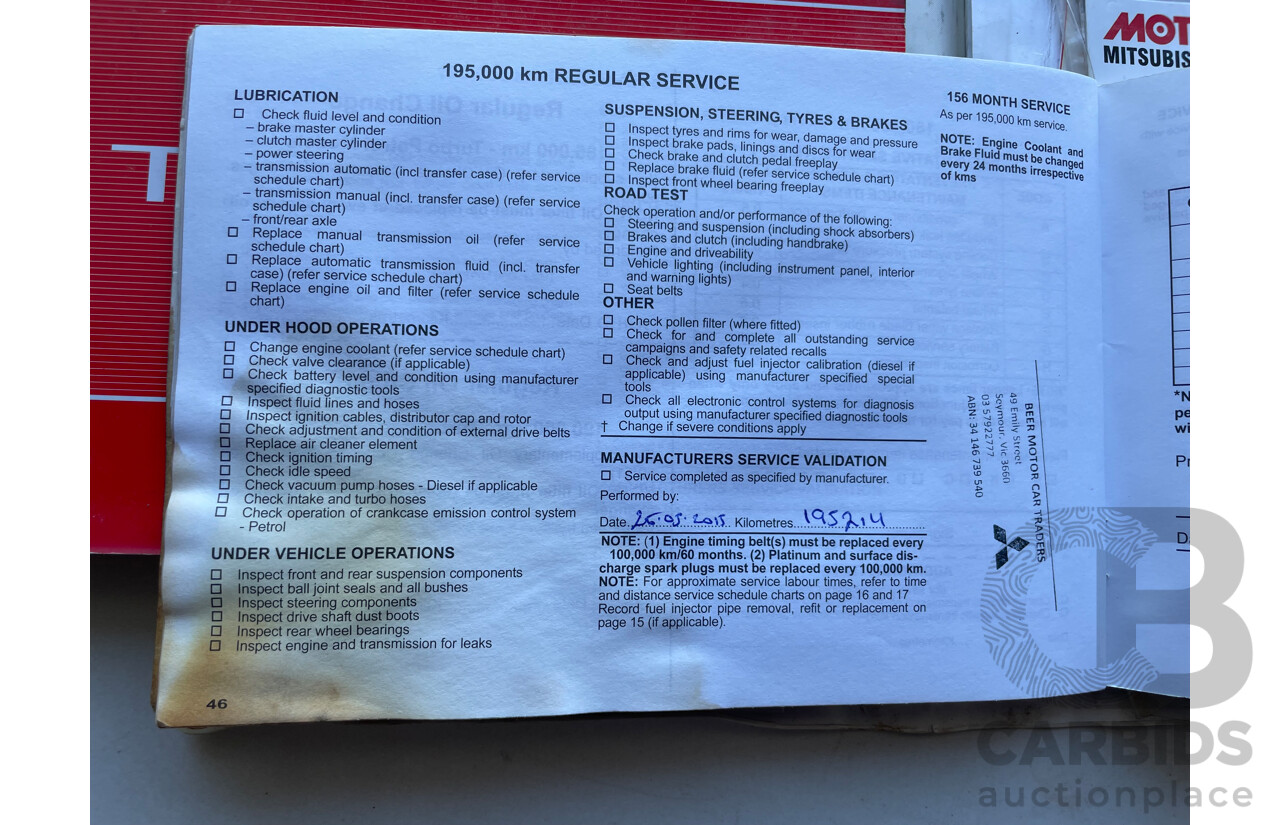 195,000 km REGULAR SERVICE
LUBRICATION
☐ Check fluid level and condition
– brake master cylinder
– clutch master cylinder
– power steering
– transmission automatic (incl transfer case) (refer service
schedule chart)
– transmission manual (incl. transfer case) (refer service
schedule chart)
– front/rear axle
☐ Replace manual transmission oil (refer service
schedule chart)
☐ Replace automatic transmission fluid (incl. transfer
case) (refer service schedule chart)
☐ Replace engine oil and filter (refer service schedule
chart)
UNDER HOOD OPERATIONS
☐ Change engine coolant (refer service schedule chart)
☐ Check valve clearance (if applicable)
☐ Check battery level and condition using manufacturer
specified diagnostic tools
☐ Inspect fluid lines and hoses
☐ Inspect ignition cables, distributor cap and rotor
☐ Check adjustment and condition of external drive belts
☐ Replace air cleaner element
☐ Check ignition timing
☐ Check idle speed
☐ Check vacuum pump hoses - Diesel if applicable
☐ Check intake and turbo hoses
☐ Check operation of crankcase emission control system
- Petrol
UNDER VEHICLE OPERATIONS
☐ Inspect front and rear suspension components
☐ Inspect ball joint seals and all bushes
☐ Inspect steering components
☐ Inspect drive shaft dust boots
☐ Inspect rear wheel bearings
☐ Inspect engine and transmission for leaks
46
SUSPENSION, STEERING, TYRES & BRAKES
☐ Inspect tyres and rims for wear, damage and pressure
☐ Inspect brake pads, linings and discs for wear
☐ Check brake and clutch pedal freeplay
☐ Replace brake fluid (refer service schedule chart)
☐ Inspect front wheel bearing freeplay
ROAD TEST
Check operation and/or performance of the following:
☐ Steering and suspension (including shock absorbers)
☐ Brakes and clutch (including handbrake)
☐ Engine and driveability
☐ Vehicle lighting (including instrument panel, interior
and warning lights)
☐ Seat belts
OTHER
☐ Check pollen filter (where fitted)
☐ Check for and complete all outstanding service
campaigns and safety related recalls
☐ Check and adjust fuel injector calibration (diesel if
applicable) using manufacturer specified special
tools
☐ Check all electronic control systems for diagnosis
output using manufacturer specified diagnostic tools
† Change if severe conditions apply
MANUFACTURERS SERVICE VALIDATION
☐ Service completed as specified by manufacturer.
Performed by:
Date 26.05.2015 Kilometres 195214
NOTE: (1) Engine timing belt(s) must be replaced every
100,000 km/60 months. (2) Platinum and surface dis-
charge spark plugs must be replaced every 100,000 km.
NOTE: For approximate service labour times, refer to time
and distance service schedule charts on page 16 and 17
Record fuel injector pipe removal, refit or replacement on
page 15 (if applicable).
156 MONTH SERVICE
As per 195,000 km service.
NOTE: Engine Coolant and
Brake Fluid must be changed
every 24 months irrespective
of kms
BEER MOTOR CAR TRADERS
49 Emily Street
Seymour, Vic 3660
03 57922777
ABN: 34 146 739 540
MOT
MITSUBIS
T
*N
pe
wi
Pr
D
CB
CARBIDS
auctionplace